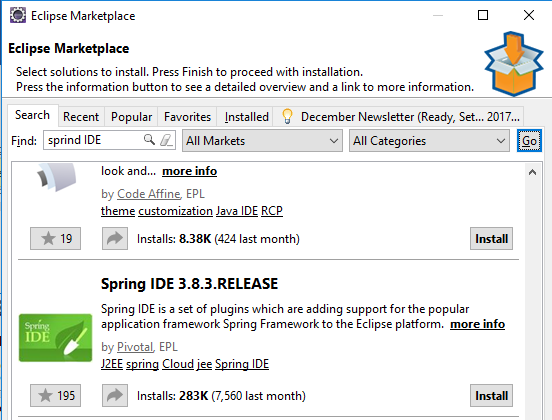 Eclipse Marketplace
Eclipse Marketplace
Select solutions to install. Press Finish to proceed with installation.
Press the information button to see a detailed overview and a link to more information.
Search Recent Popular Favorites Installed December Newsletter (Ready, Set... 2017...
Find: sprind IDE All Markets All Categories Go
look and... more info
by Code Affine, EPL
theme customization Java IDE RCP
19 Installs: 8.38K (424 last month) Install
Spring IDE 3.8.3.RELEASE
Spring IDE is a set of plugins which are adding support for the popular
application framework Spring Framework to the Eclipse platform. more info
Spring
IDE
by Pivotal, EPL
J2EE spring Cloud jee Spring IDE
195 Installs: 283K (7,560 last month) Install